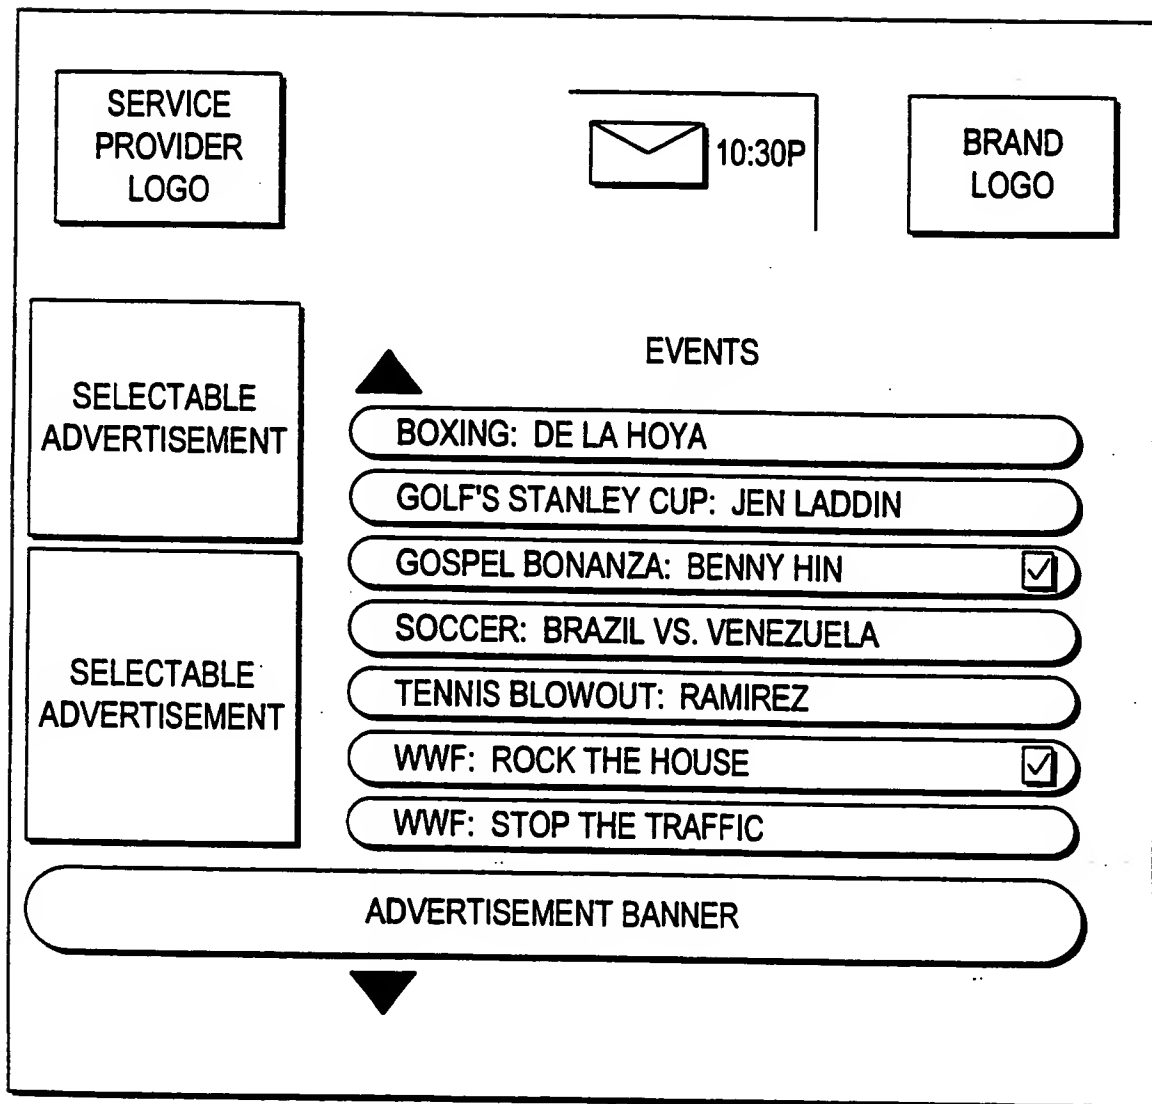 SERVICE
PROVIDER
LOGO
10:30P
BRAND
LOGO
SELECTABLE
ADVERTISEMENT
SELECTABLE
ADVERTISEMENT
EVENTS
BOXING: DE LA HOYA
GOLF'S STANLEY CUP: JEN LADDIN
GOSPEL BONANZA: BENNY HIN
SOCCER: BRAZIL VS. VENEZUELA
TENNIS BLOWOUT: RAMIREZ
WWF: ROCK THE HOUSE
WWF: STOP THE TRAFFIC
ADVERTISEMENT BANNER